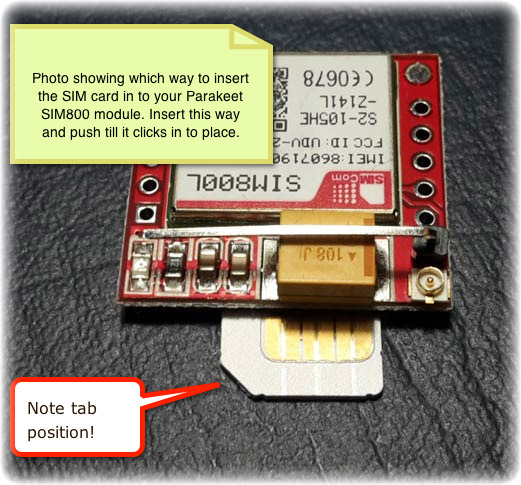 Photo showing which way to insert
the SIM card in to your Parakeet
SIM800 module. Insert this way
and push till it clicks in to place.
SIMCom
SIM800L
IMEI:8607190
FCC ID: UDV-2
S2-105HE
-Z141L
CE0678
108 J
Note tab
position!